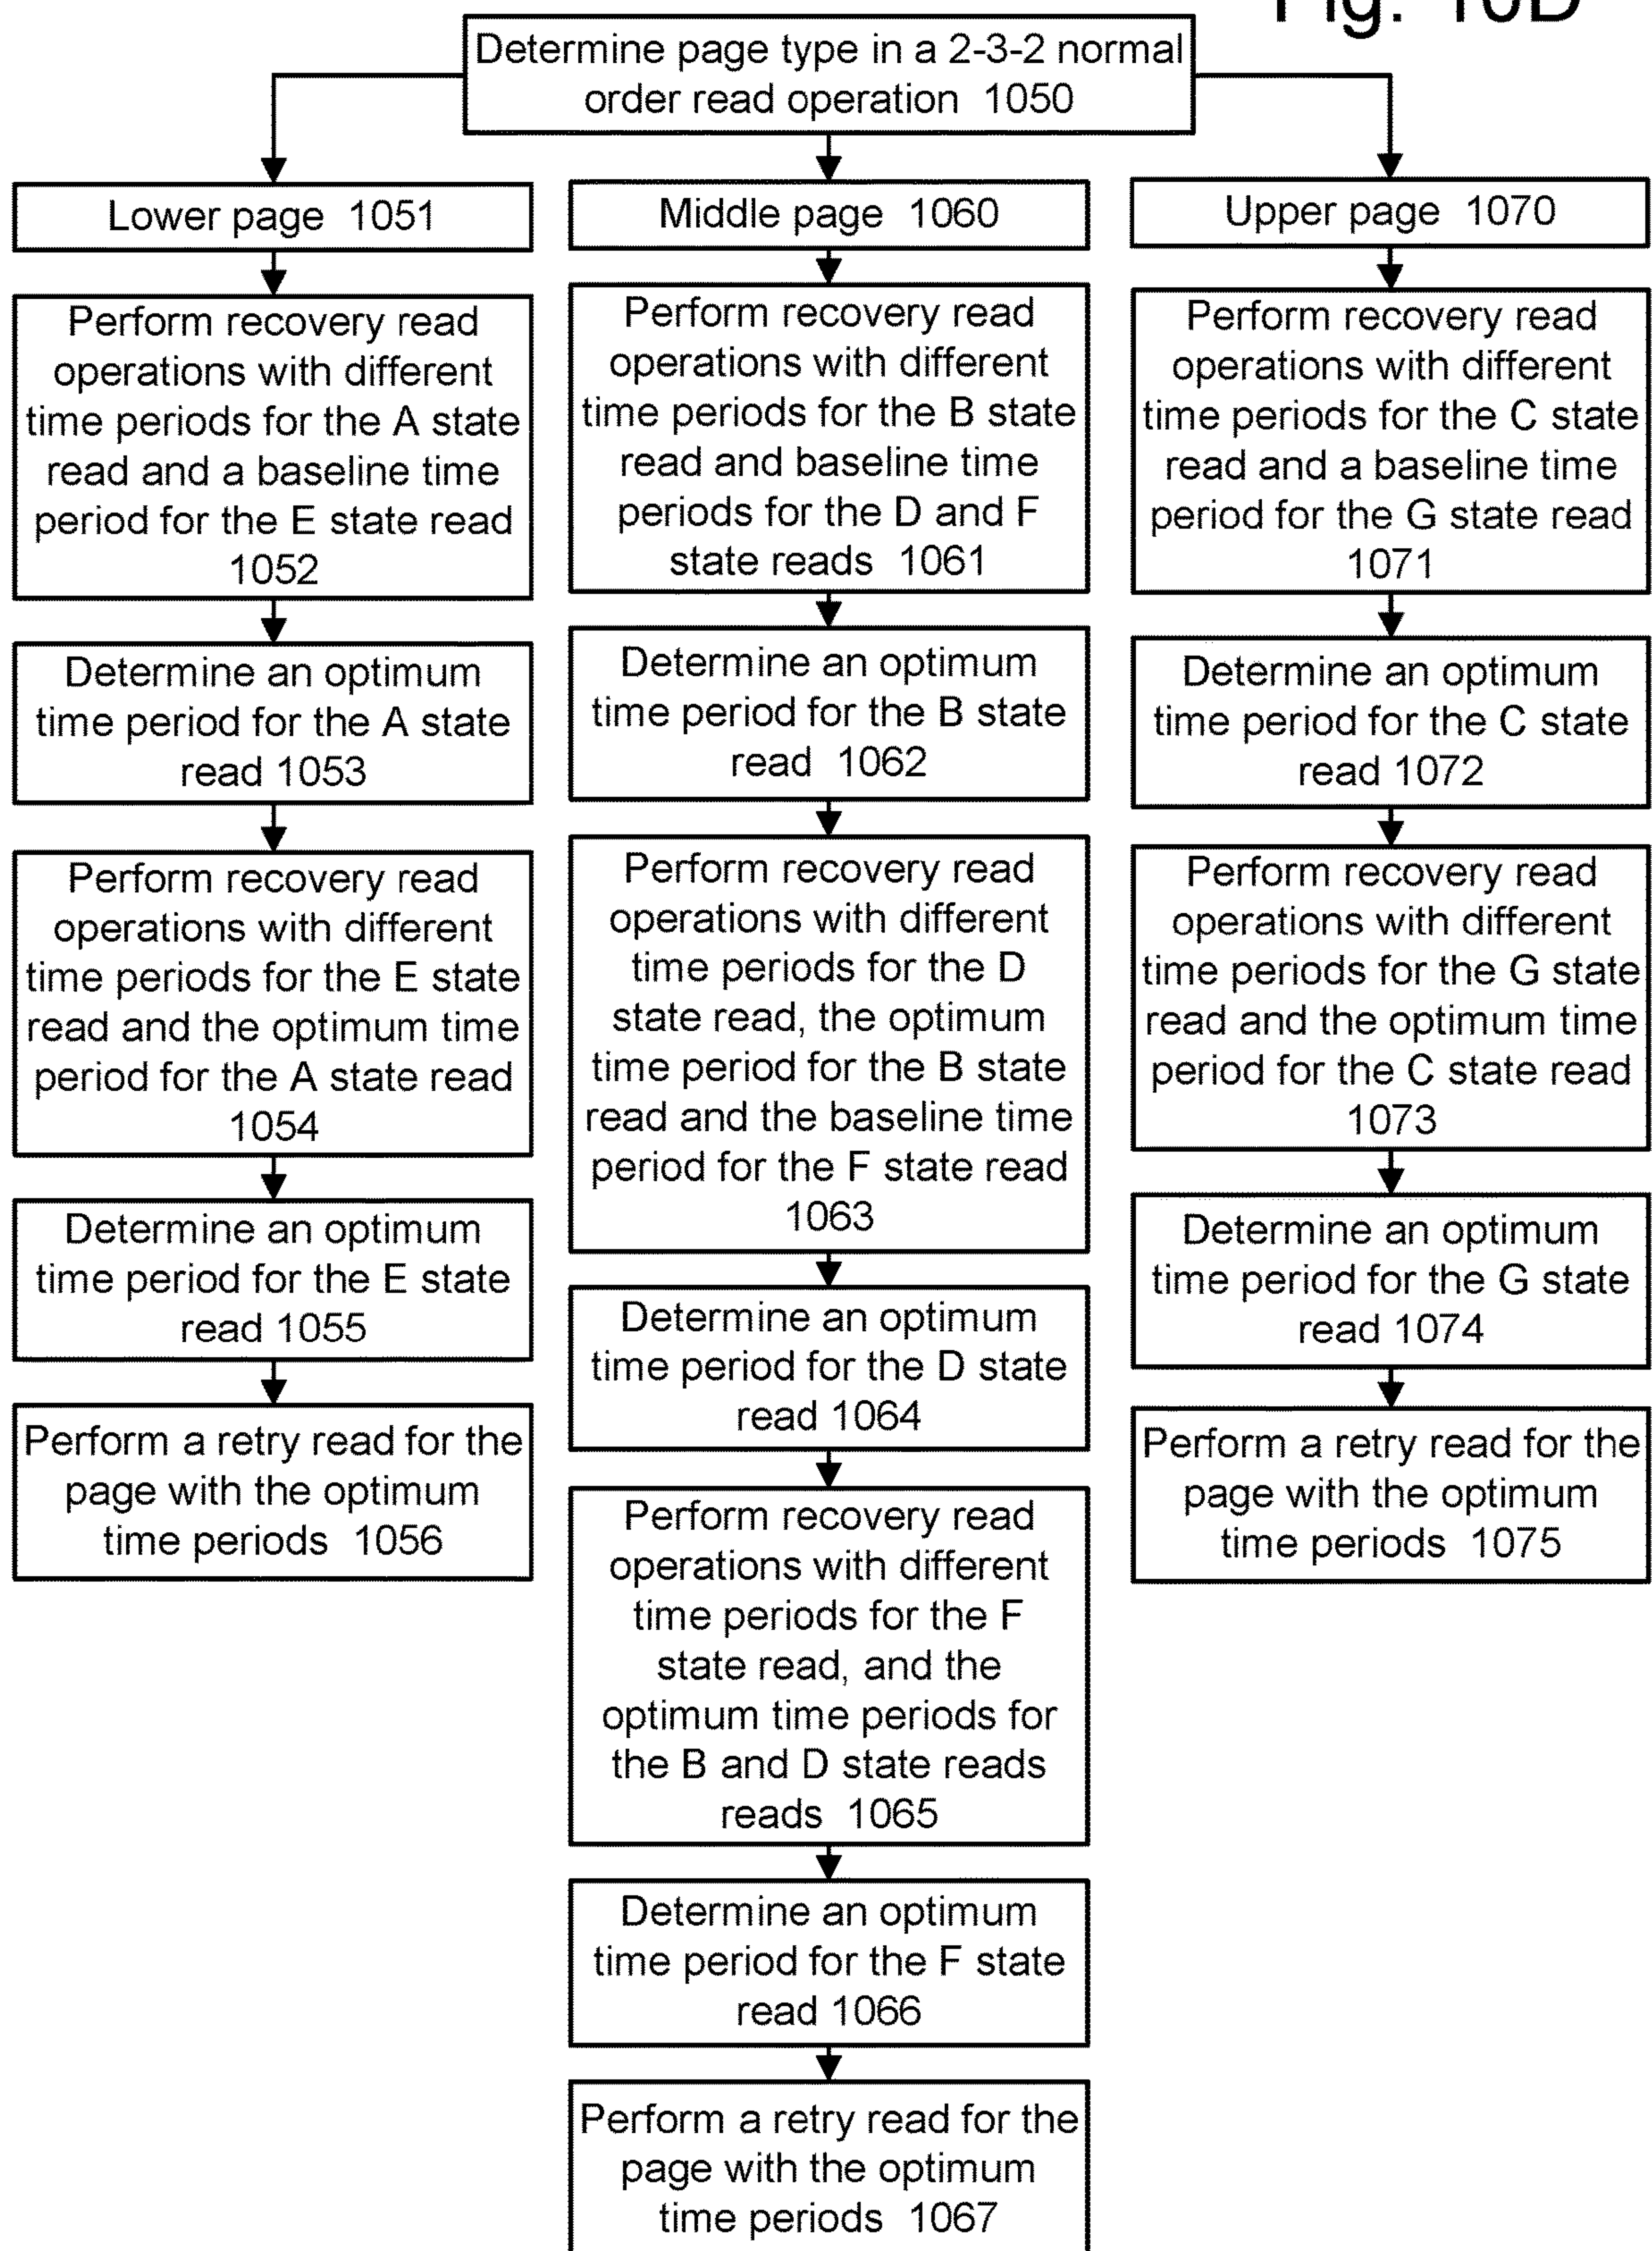 Fig. 10D
Determine page type in a 2-3-2 normal
order read operation 1050
Lower page 1051
Perform recovery read
operations with different
time periods for the A state
read and a baseline time
period for the E state read
1052
Determine an optimum
time period for the A state
read 1053
Perform recovery read
operations with different
time periods for the E state
read and the optimum time
period for the A state read
1054
Determine an optimum
time period for the E state
read 1055
Perform a retry read for the
page with the optimum
time periods 1056
Middle page 1060
Perform recovery read
operations with different
time periods for the B state
read and baseline time
periods for the D and F
state reads 1061
Determine an optimum
time period for the B state
read 1062
Perform recovery read
operations with different
time periods for the D
state read, the optimum
time period for the B state
read and the baseline time
period for the F state read
1063
Determine an optimum
time period for the D state
read 1064
Perform recovery read
operations with different
time periods for the F
state read, and the
optimum time periods for
the B and D state reads
reads 1065
Determine an optimum
time period for the F state
read 1066
Perform a retry read for the
page with the optimum
time periods 1067
Upper page 1070
Perform recovery read
operations with different
time periods for the C state
read and a baseline time
period for the G state read
1071
Determine an optimum
time period for the C state
read 1072
Perform recovery read
operations with different
time periods for the G state
read and the optimum time
period for the C state read
1073
Determine an optimum
time period for the G state
read 1074
Perform a retry read for the
page with the optimum
time periods 1075